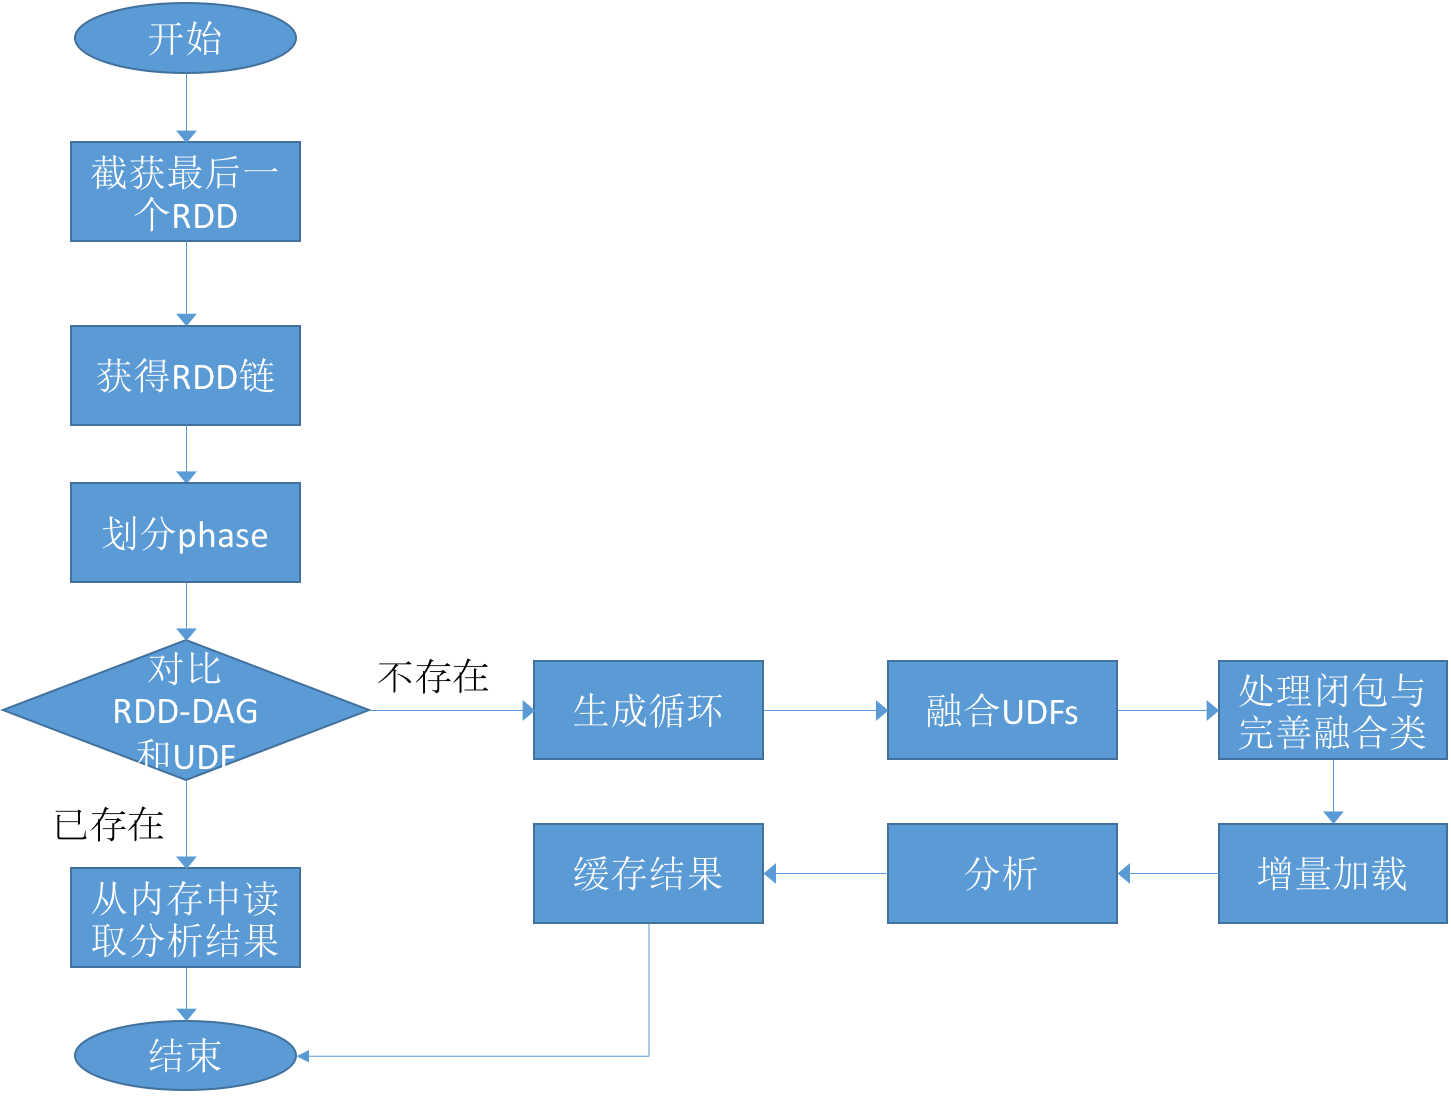 开始
截获最后一
个RDD
获得RDD链
划分phase
对比
RDD-DAG
和UDF
不存在
生成循环
融合UDFs
处理闭包与
完善融合类
已存在
缓存结果
分析
增量加载
从内存中读
取分析结果
结束